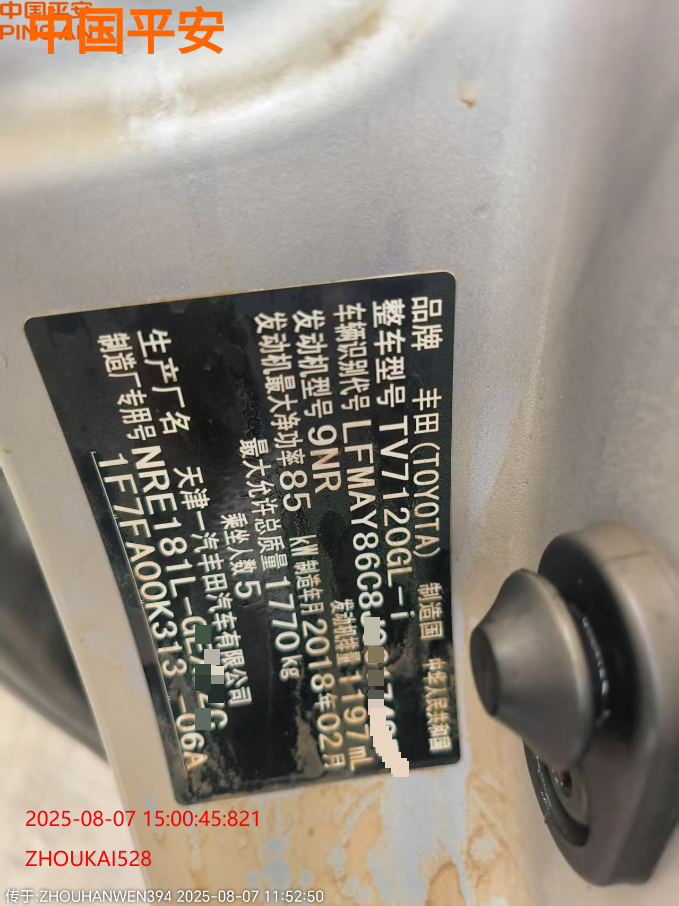 中国平安
PING AN
中国平安
品牌 丰田(TOYOTA) 制造国 中华人民共和国
整车型号 TV7120GL-i
车辆识别代号 LFMAY86C8J
发动机型号 9NR 发动机排量 1197mL
发动机最大净功率 85 kW 制造年月 2018年02月
最大允许总质量 1770kg
乘坐人数 5
生产厂名 天津一汽丰田汽车有限公司
制造厂专用号 NRE181L-GE
1F7FA00K313 -06A
2025-08-07 15:00:45:821
ZHOUKAI528
传于:ZHOUHANWEN394 2025-08-07 11:52:50